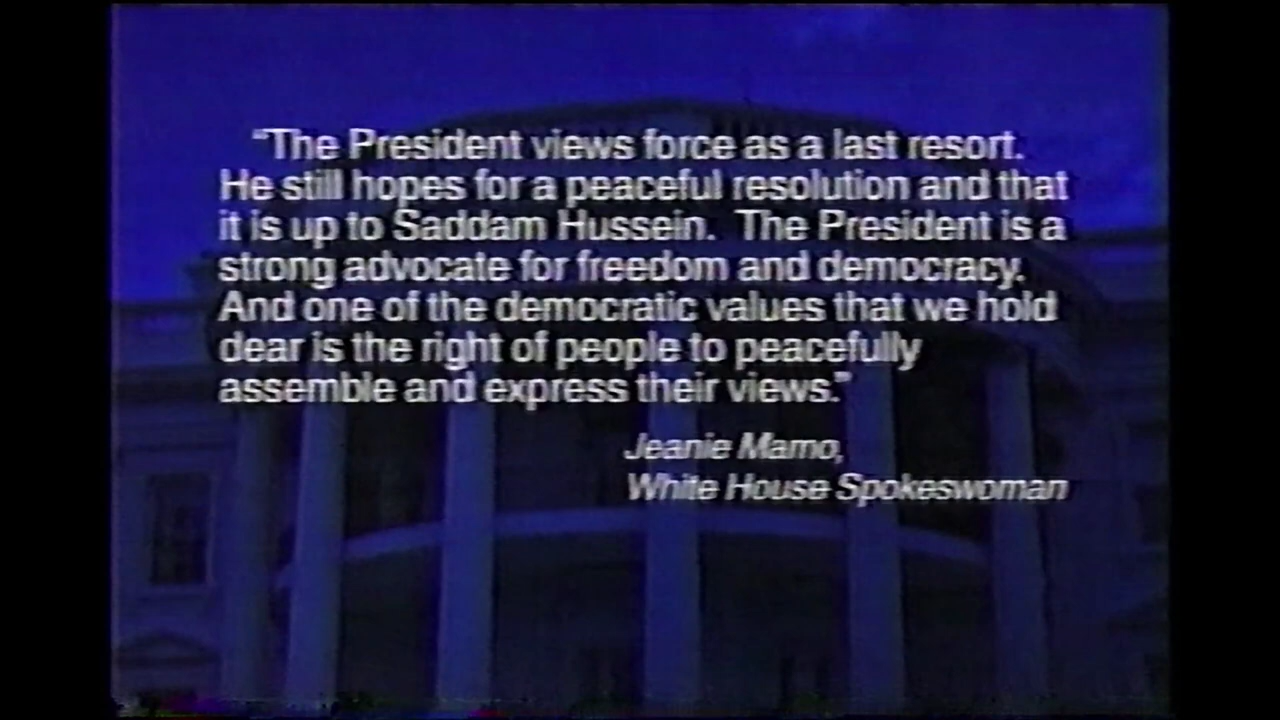 "The President views force as a last resort.
He still hopes for a peaceful resolution and that
it is up to Saddam Hussein. The President is a
strong advocate for freedom and democracy.
And one of the democratic values that we hold
dear is the right of people to peacefully
assemble and express their views."
Jeanie Mamo,
White House Spokeswoman